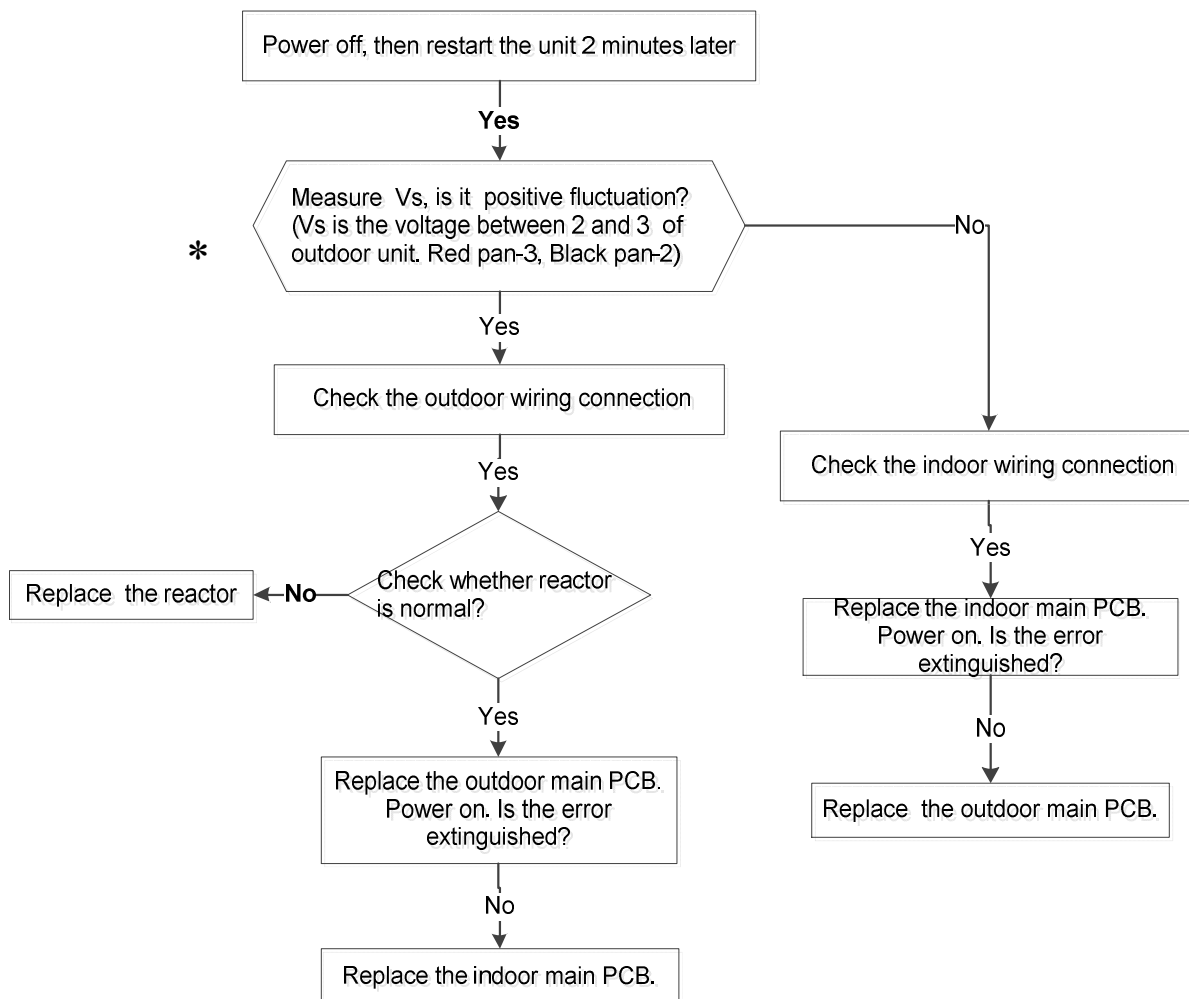 Power off, then restart the unit 2 minutes later
Yes
Measure Vs, is it positive fluctuation?
(Vs is the voltage between 2 and 3 of
outdoor unit. Red pan-3, Black pan-2)
*
No
Yes
Check the outdoor wiring connection
Check the indoor wiring connection
Yes
Yes
Check whether reactor
is normal?
No
Replace the reactor
Replace the indoor main PCB.
Power on. Is the error
extinguished?
Yes
No
Replace the outdoor main PCB.
Power on. Is the error
extinguished?
Replace the outdoor main PCB.
No
Replace the indoor main PCB.